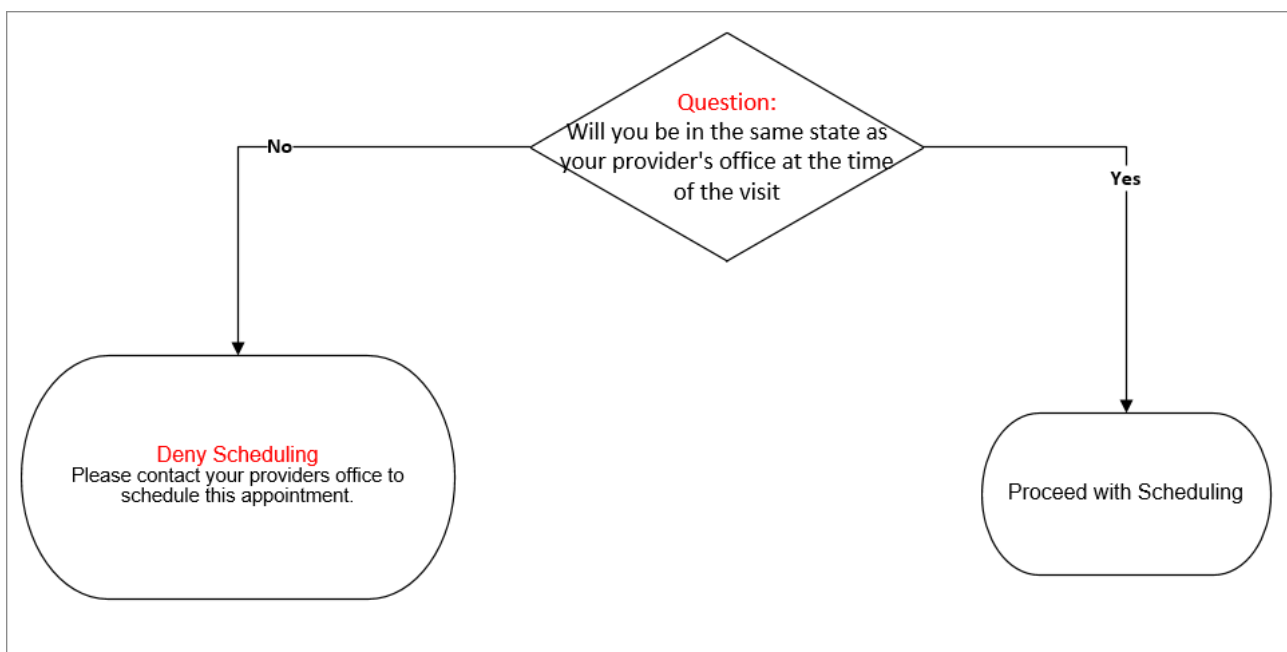 Question:
Will you be in the same state as
your provider's office at the time
of the visit
No
Yes
Deny Scheduling
Please contact your providers office to
schedule this appointment.
Proceed with Scheduling